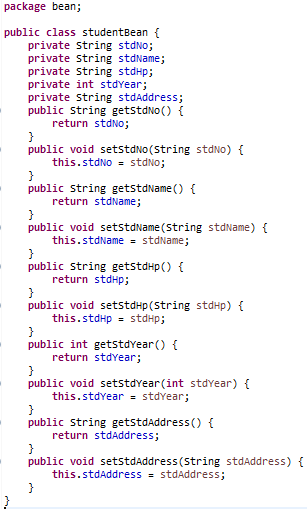 package bean;

public class studentBean {
    private String stdNo;
    private String stdName;
    private String stdHp;
    private int stdYear;
    private String stdAddress;
    public String getStdNo() {
        return stdNo;
    }
    public void setStdNo(String stdNo) {
        this.stdNo = stdNo;
    }
    public String getStdName() {
        return stdName;
    }
    public void setStdName(String stdName) {
        this.stdName = stdName;
    }
    public String getStdHp() {
        return stdHp;
    }
    public void setStdHp(String stdHp) {
        this.stdHp = stdHp;
    }
    public int getStdYear() {
        return stdYear;
    }
    public void setStdYear(int stdYear) {
        this.stdYear = stdYear;
    }
    public String getStdAddress() {
        return stdAddress;
    }
    public void setStdAddress(String stdAddress) {
        this.stdAddress = stdAddress;
    }
}